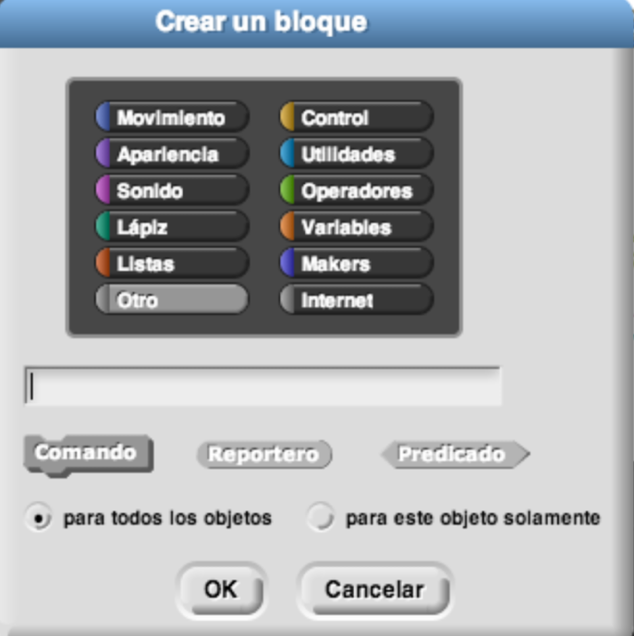 Crear un bloque
Movimiento Control
Apariencia Utilidades
Sonido Operadores
Lápiz Variables
Listas Makers
Otro Internet
Comando Reportero Predicado
para todos los objetos para este objeto solamente
OK Cancelar